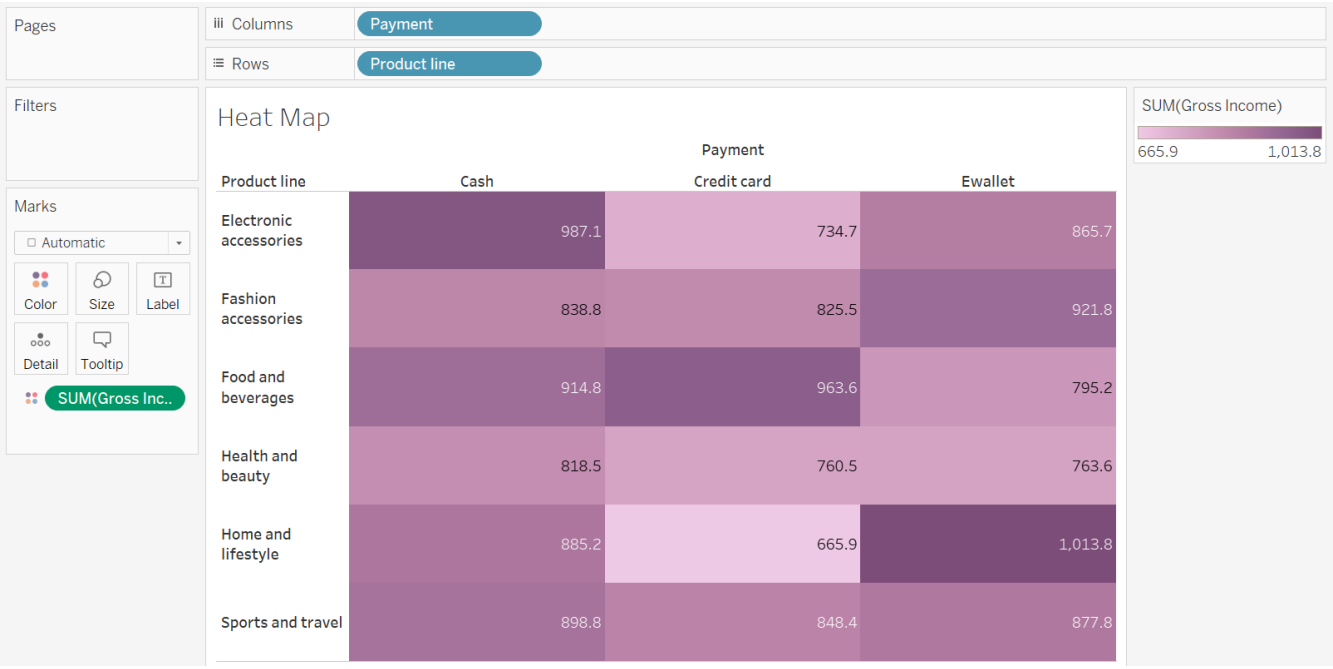 Pages
Columns
Payment
Rows
Product line
Filters
Marks
Automatic
Color Size Label
Detail Tooltip
SUM(Gross Inc..
Heat Map
Payment
Product line Cash Credit card Ewallet
Electronic
accessories
987.1 734.7 865.7
Fashion
accessories
838.8 825.5 921.8
Food and
beverages
914.8 963.6 795.2
Health and
beauty
818.5 760.5 763.6
Home and
lifestyle
885.2 665.9 1,013.8
Sports and travel 898.8 848.4 877.8
SUM(Gross Income)
665.9 1,013.8